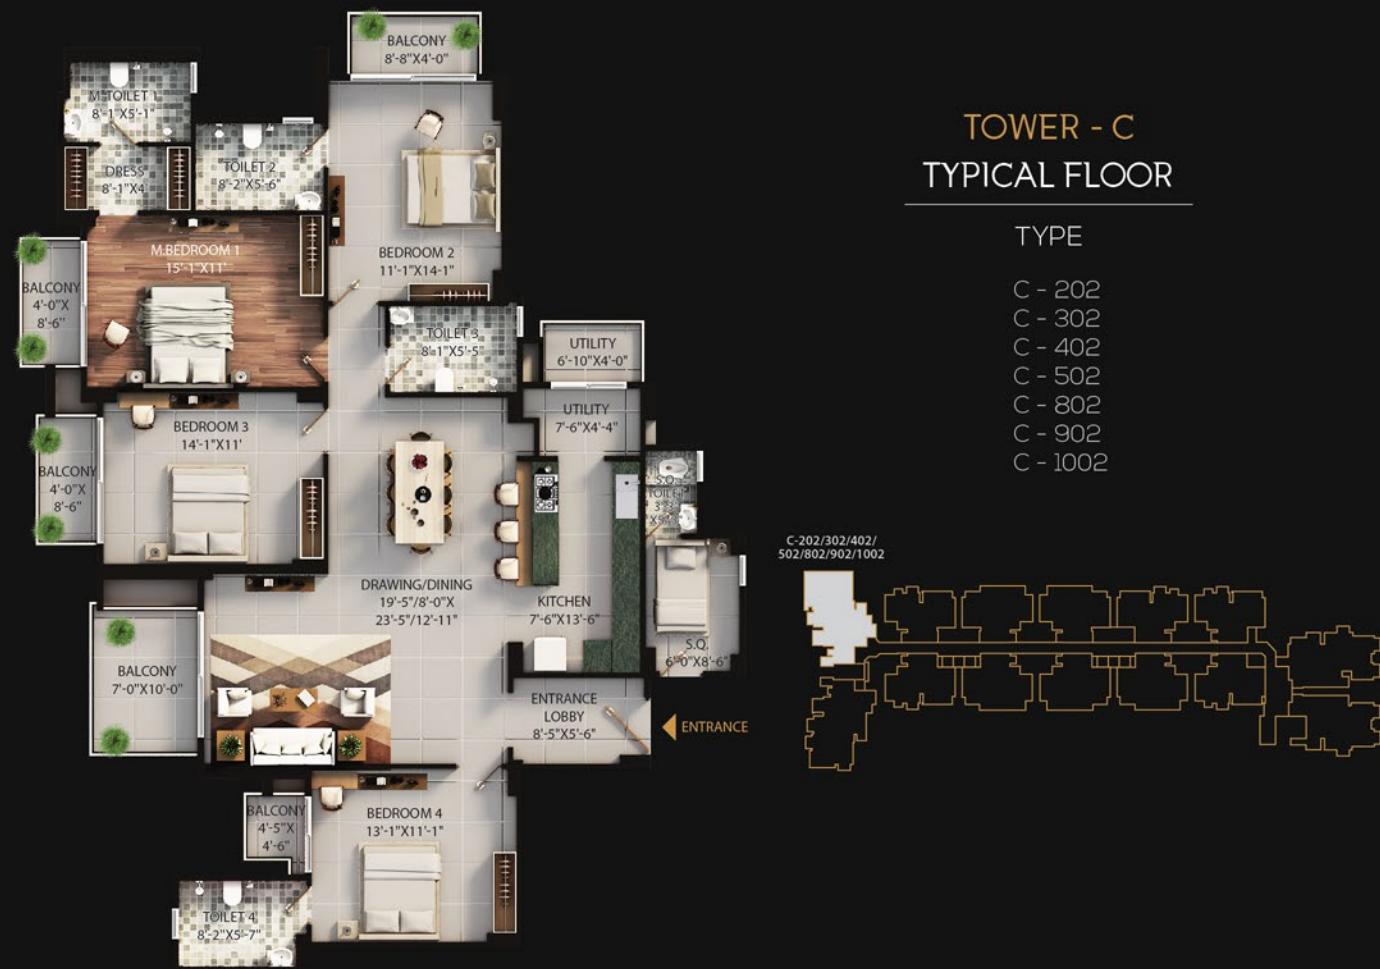 BALCONY
8'-8"X4'-0"
M.TOILET 1
8'-1"X5'-1"
DRESS
8'-1"X4
TOILET 2
8'-2"X5'-6"
M.BEDROOM 1
15'-1"X11'
BEDROOM 2
11'-1"X14-1"
BALCONY
4'-0"X
8'-6"
TOILET 3
8'-1"X5'-5
UTILITY
6'-10"X4'-0"
UTILITY
7'-6"X4'-4"
BEDROOM 3
14'-1"X11'
BALCONY
4'-0"X
8'-6"
S.Q.
TOILET
DRAWING/DINING
19'-5"/8'-0"X
23'-5"/12'-11"
KITCHEN
7'-6"X13'-6"
S.Q.
6'-0"X8'-6"
BALCONY
7'-0"X10'-0"
ENTRANCE
LOBBY
8'-5"X5'-6"
ENTRANCE
BALCONY
4'-5"X
4'-6"
BEDROOM 4
13'-1"X11'-1"
TOILET 4
8'-2"X5'-7"
TOWER - C
TYPICAL FLOOR
TYPE
C - 202
C - 302
C - 402
C - 502
C - 802
C - 902
C - 1002
C-202/302/402/
502/802/902/1002